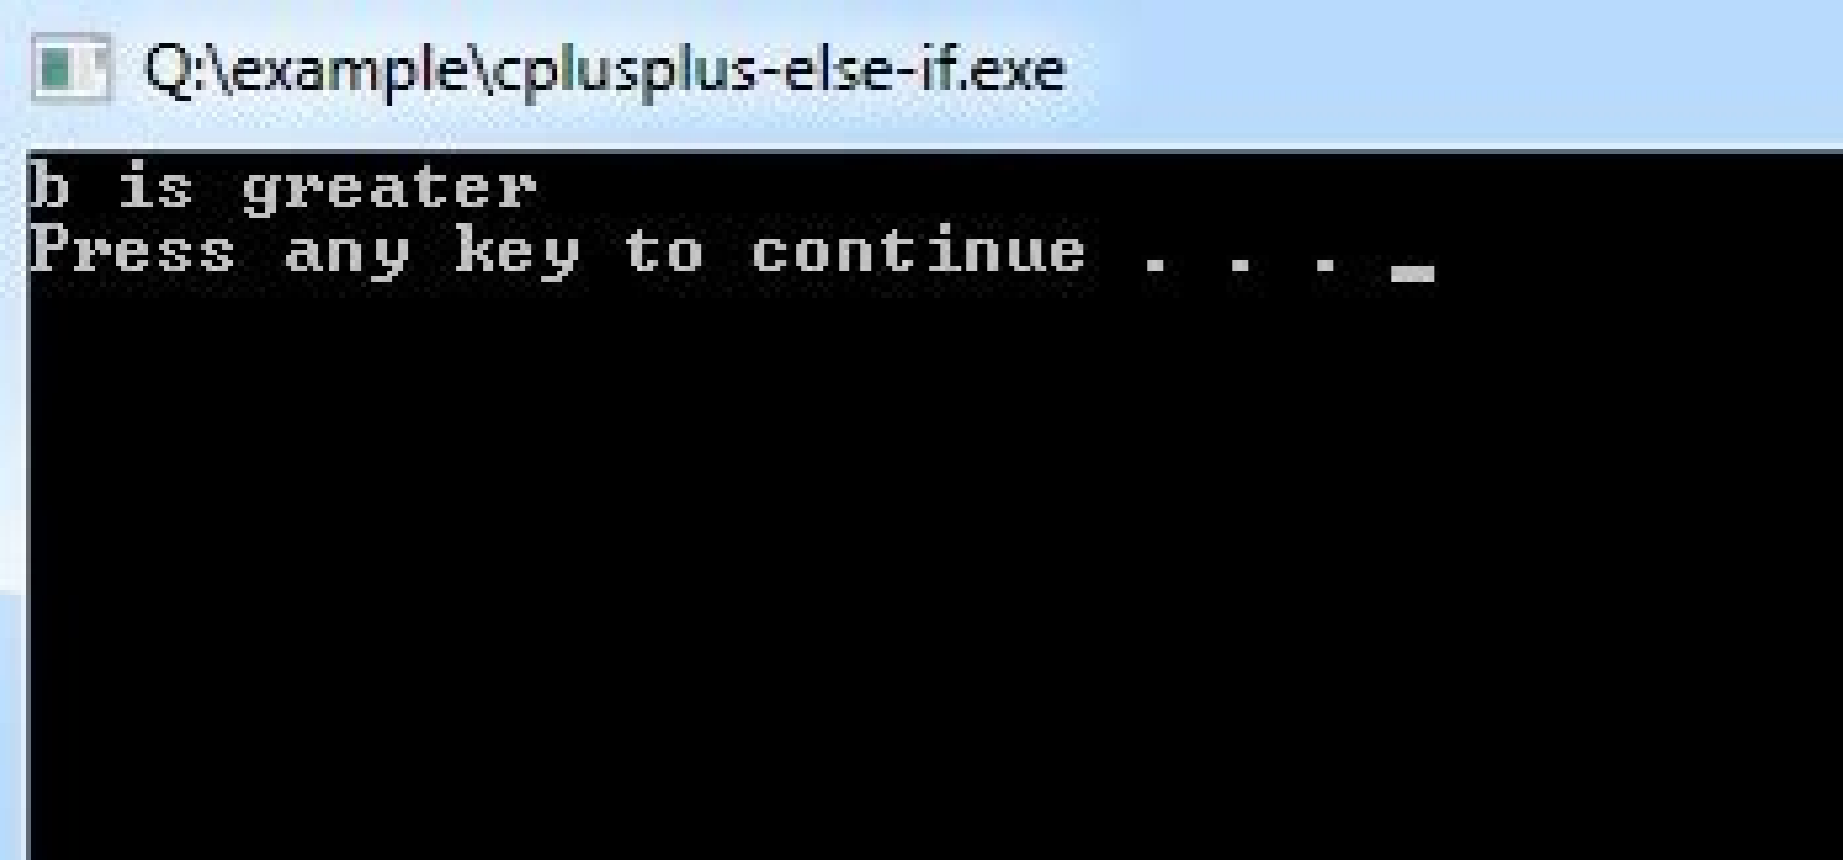 Q:\example\cplusplus-else-if.exe
b is greater
Press any key to continue . . . _